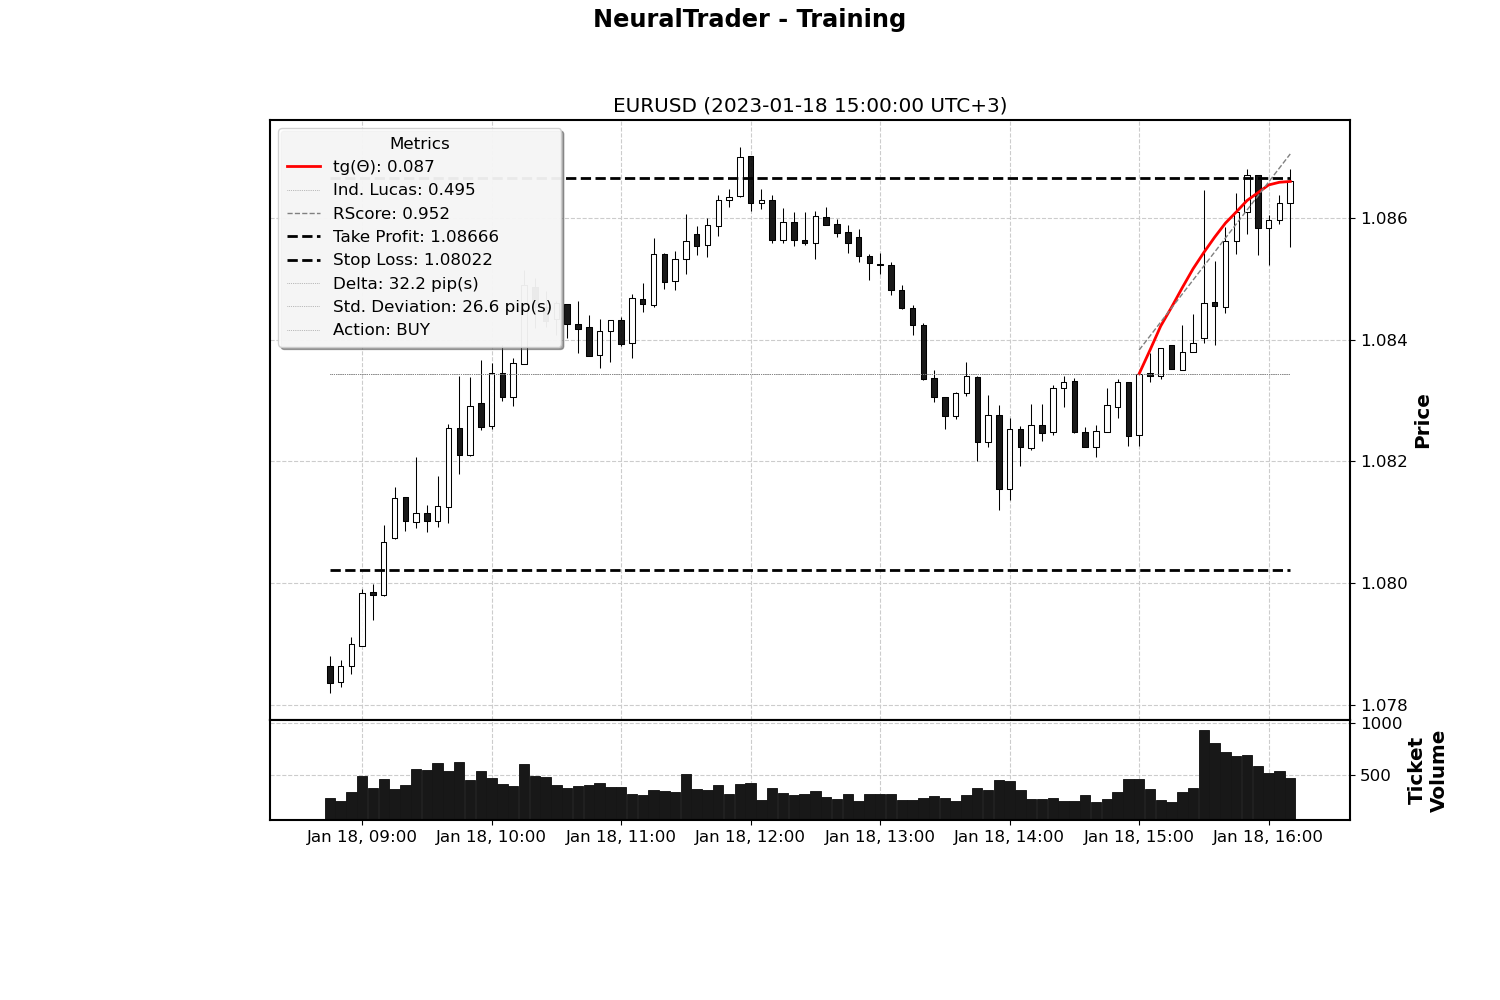 NeuralTrader - Training
EURUSD (2023-01-18 15:00:00 UTC+3)
Metrics
tg(Θ): 0.087
Ind. Lucas: 0.495
RScore: 0.952
Take Profit: 1.08666
Stop Loss: 1.08022
Delta: 32.2 pip(s)
Std. Deviation: 26.6 pip(s)
Action: BUY
1.086
1.084
1.082
1.080
1.078
Price
1000
500
Ticket
Volume
Jan 18, 09:00
Jan 18, 10:00
Jan 18, 11:00
Jan 18, 12:00
Jan 18, 13:00
Jan 18, 14:00
Jan 18, 15:00
Jan 18, 16:00